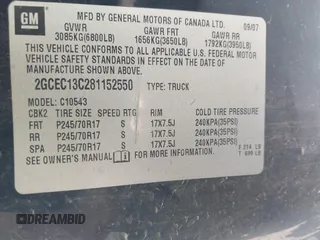 GM
MFD BY GENERAL MOTORS OF CANADA LTD. 09/07
GVWR GAWR FRT GAWR RR
3085KG(6800LB) 1656KG(3650LB) 1792KG(3950LB)
THIS VEHICLE CONFORMS TO ALL APPLICABLE U.S. FEDERAL MOTOR
VEHICLE SAFETY STANDARDS IN EFFECT ON THE DATE OF
MANUFACTURE SHOWN ABOVE.
2GCEC13C281152550 TYPE: TRUCK
MODEL: C10543
CBK2 TIRE SIZE SPEED RTG RIM COLD TIRE PRESSURE
FRT P245/70R17 S 17X7.5J 240KPA(35PSI)
RR P245/70R17 S 17X7.5J 240KPA(35PSI)
SP P245/70R17 S 17X7.5J 240KPA(35PSI)
SEE OWNER'S MANUAL FOR MORE INFORMATION.
DREAMBID